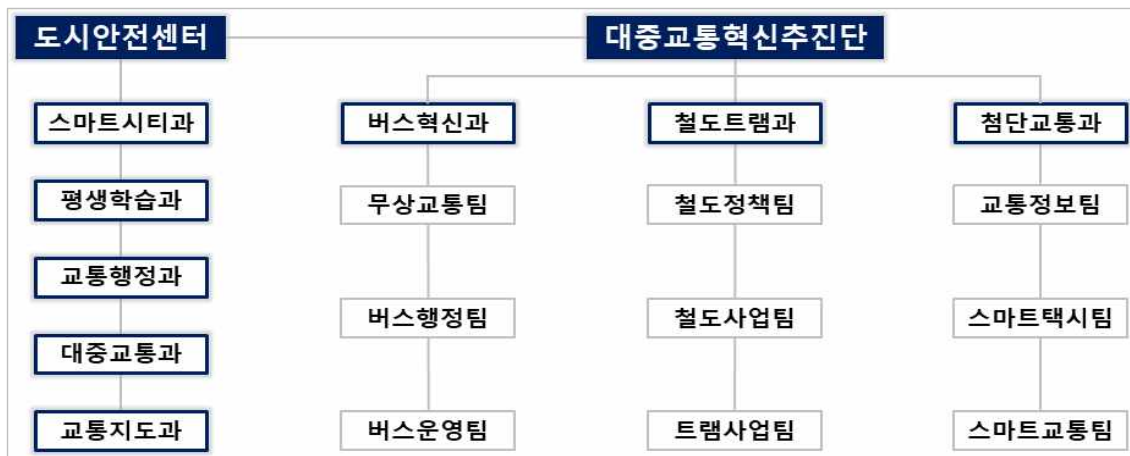 도시안전센터
대중교통혁신추진단
스마트시티과
버스혁신과
철도트램과
첨단교통과
평생학습과
무상교통팀
철도정책팀
교통정보팀
교통행정과
버스행정팀
철도사업팀
스마트택시팀
대중교통과
교통지도과
버스운영팀
트램사업팀
스마트교통팀